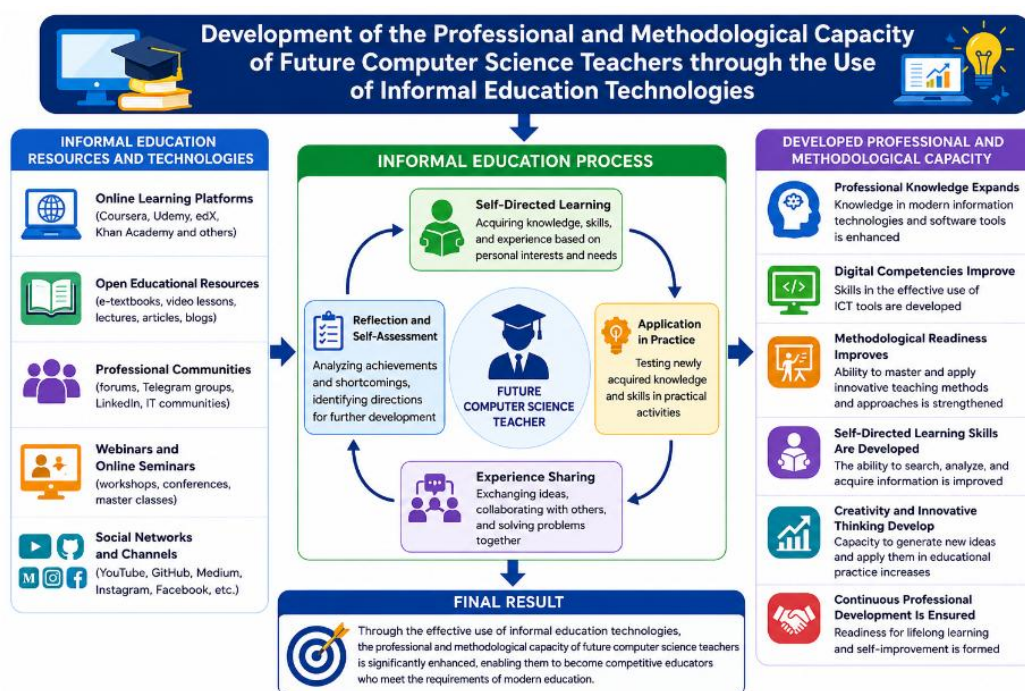 Development of the Professional and Methodological Capacity
of Future Computer Science Teachers through the Use
of Informal Education Technologies
INFORMAL EDUCATION
RESOURCES AND TECHNOLOGIES
Online Learning Platforms
(Coursera, Udemy, edX,
Khan Academy and others)
Open Educational Resources
(e-textbooks, video lessons,
lectures, articles, blogs)
Professional Communities
(forums, Telegram groups,
LinkedIn, IT communities)
Webinars and
Online Seminars
(workshops, conferences,
master classes)
Social Networks
and Channels
(YouTube, GitHub, Medium,
Instagram, Facebook, etc.)
M
f
INFORMAL EDUCATION PROCESS
Self-Directed Learning
Acquiring knowledge, skills,
and experience based on
personal interests and needs
Application
in Practice
Testing newly
acquired knowledge
and skills in practical
activities
Experience Sharing
Exchanging ideas,
collaborating with others,
and solving problems
together
Reflection and
Self-Assessment
Analyzing achievements
and shortcomings,
identifying directions
for further development
FUTURE
COMPUTER SCIENCE
TEACHER
DEVELOPED PROFESSIONAL AND
METHODOLOGICAL CAPACITY
Professional Knowledge Expands
Knowledge in modern information
technologies and software tools
is enhanced
</>
Digital Competencies Improve
Skills in the effective use of
ICT tools are developed
Methodological Readiness
Improves
Ability to master and apply
innovative teaching methods
and approaches is strengthened
Self-Directed Learning Skills
Are Developed
The ability to search, analyze, and
acquire information is improved
Creativity and Innovative
Thinking Develop
Capacity to generate new ideas
and apply them in educational
practice increases
Continuous Professional
Development Is Ensured
Readiness for lifelong learning
and self-improvement is formed
FINAL RESULT
Through the effective use of informal education technologies,
the professional and methodological capacity of future computer science teachers
is significantly enhanced, enabling them to become competitive educators
who meet the requirements of modern education.